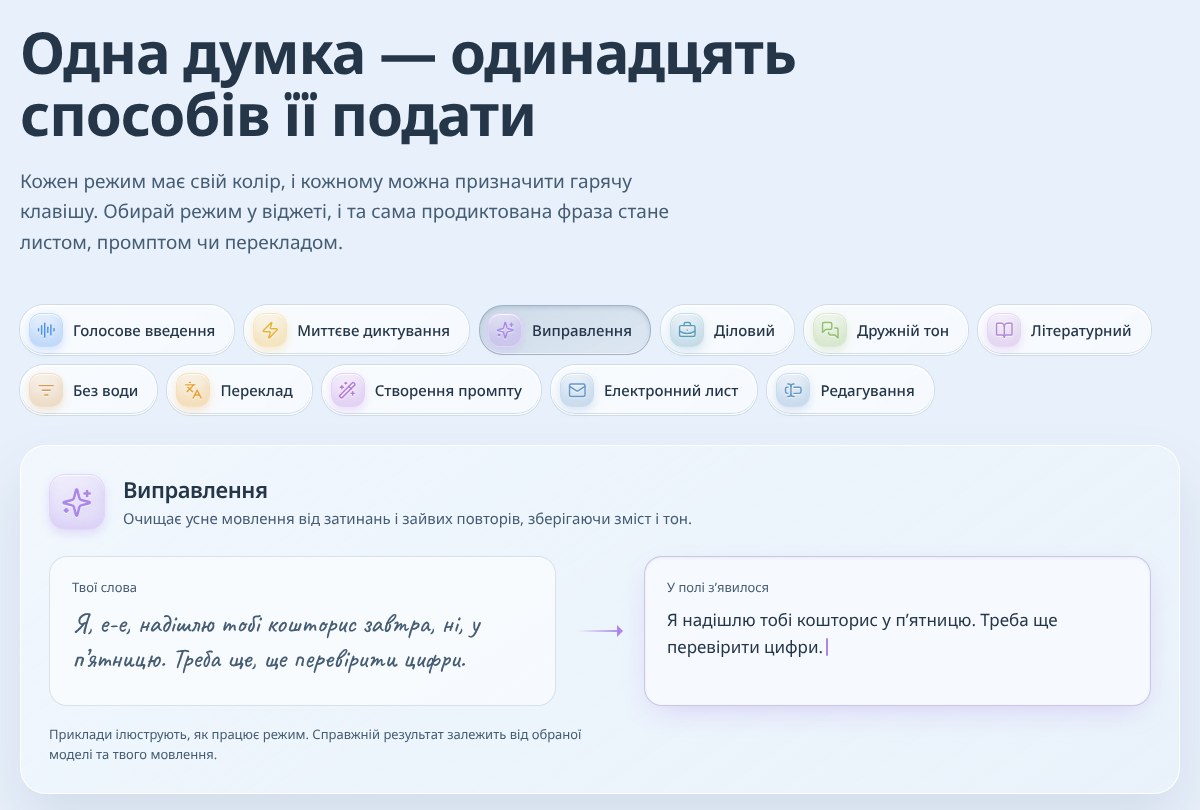 Одна думка — одинадцять
способів її подати
Кожен режим має свій колір, і кожному можна призначити гарячу
клавішу. Обирай режим у віджеті, і та сама продиктована фраза стане
листом, промптом чи перекладом.
Голосове введення
Миттєве диктування
Виправлення
Діловий
Дружній тон
Літературний
Без води
Переклад
Створення промпту
Електронний лист
Редагування
Виправлення
Очищає усне мовлення від затинань і зайвих повторів, зберігаючи зміст і тон.
Твої слова
Я, е-е, надішлю тобі кошторис завтра, ні, у
п’ятницю. Треба ще, ще перевірити цифри.
У полі з’явилося
Я надішлю тобі кошторис у п’ятницю. Треба ще
перевірити цифри.
Приклади ілюструють, як працює режим. Справжній результат залежить від обраної
моделі та твого мовлення.